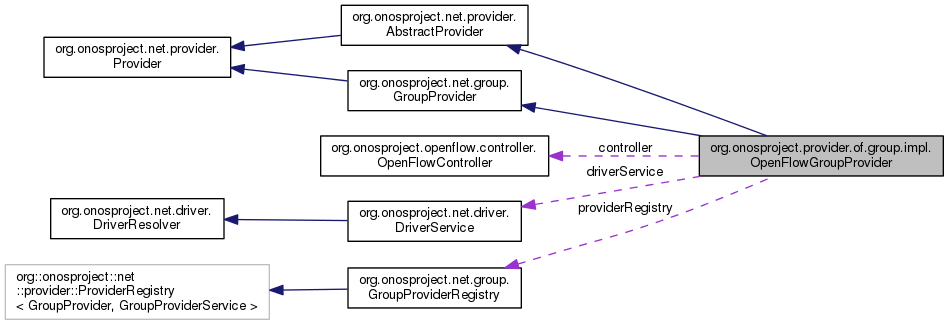 org.onosproject.net.provider.
AbstractProvider
org.onosproject.net.provider.
Provider
org.onosproject.net.group.
GroupProvider
org.onosproject.openflow.controller.
OpenFlowController
controller
org.onosproject.provider.of.group.impl.
OpenFlowGroupProvider
driverService
org.onosproject.net.driver.
DriverResolver
org.onosproject.net.driver.
DriverService
providerRegistry
org::onosproject::net
::provider::ProviderRegistry
< GroupProvider, GroupProviderService >
org.onosproject.net.group.
GroupProviderRegistry